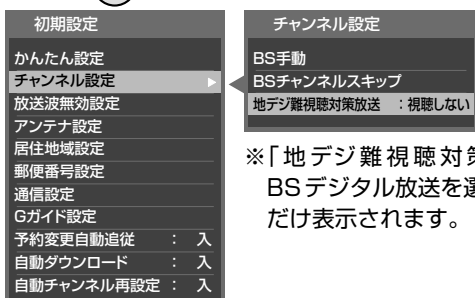 初期設定
かんたん設定
チャンネル設定
放送波無効設定
アンテナ設定
居住地域設定
郵便番号設定
通信設定
Gガイド設定
予約変更自動追従 : 入
自動ダウンロード : 入
自動チャンネル再設定 : 入
チャンネル設定
BS手動
BSチャンネルスキップ
地デジ難視聴対策放送 : 視聴しない
※「地デジ難視聴対策
BSデジタル放送を選
だけ表示されます。